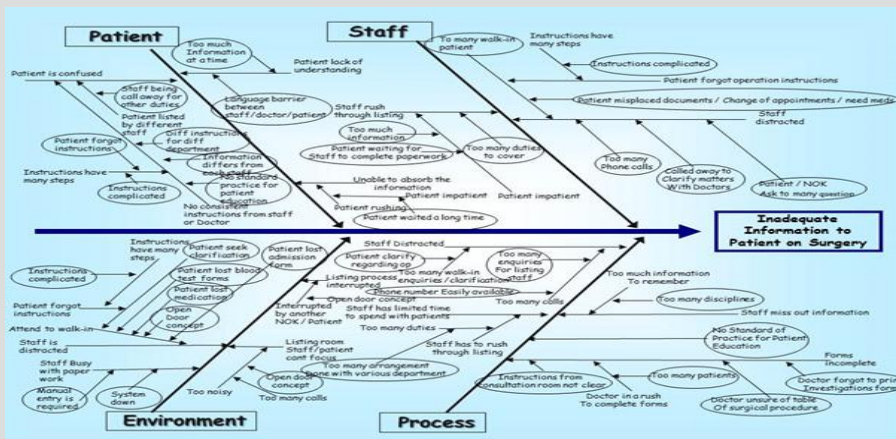 Patient
Staff
Too much
Information
at a time
Patient lack of
understanding
Patient is confused
Staff being
call away for
other duties
Language barrier
between
staff/doctor/patient
Patient listed
by different
staff
Patient forgot
instructions
Diff instructions
for diff
department
Information
differs from
each staff
Instructions have
many steps
Instructions
complicated
No standard
practice for
patient
education
No consistent
instructions from staff
or Doctor
Unable to absorb the
information
Patient impatient
Patient rushing
Patient waited a long time
To many walk-in
patient
Instructions have
many steps
Instructions complicated
Patient forgot operation instructions
Patient misplaced documents / Change of appointments / need meds
Staff rush
through listing
Staff
distracted
Too much
information
Patient waiting for
Staff to complete paperwork
Too many duties
to cover
Patient impatient
Too many
Phone calls
Called away to
Clarify matters
With Doctors
Patient / NOK
Ask to many question
Inadequate
Information to
Patient on Surgery
Instructions
have many
steps
Patient seek
clarification
Patient lost
admission
form
Instructions
complicated
Patient lost blood
test forms
Patient lost
medication
Patient forgot
instructions
Open
Door
concept
Attend to walk-in
Staff is
distracted
Staff Busy
with paper
work
Manual
entry is
required
System
down
Too noisy
Listing process
interrupted
Open door concept
Interrupted
by another
NOK / Patient
Listing room
Staff/patient
cant focus
Open door
concept
Too many calls
Environment
Staff Distracted
Patient clarify
regarding op
Too many walk-in
enquiries / clarification
Too many
enquiries
For listing
staff
Phone number Easily available
Too many calls
Staff has limited time
to spend with patients
Too many duties
Staff has to rush
through listing
Too many arrangement
done with various department
Too much information
To remember
Too many disciplines
Staff miss out information
No Standard of
Practice for Patient
Education
Forms
incomplete
Instructions from
consultation room not clear
Too many patients
Doctor forgot to
Investigations
Doctor in a rush
To complete forms
Doctor unsure of table
Of surgical procedure
Process